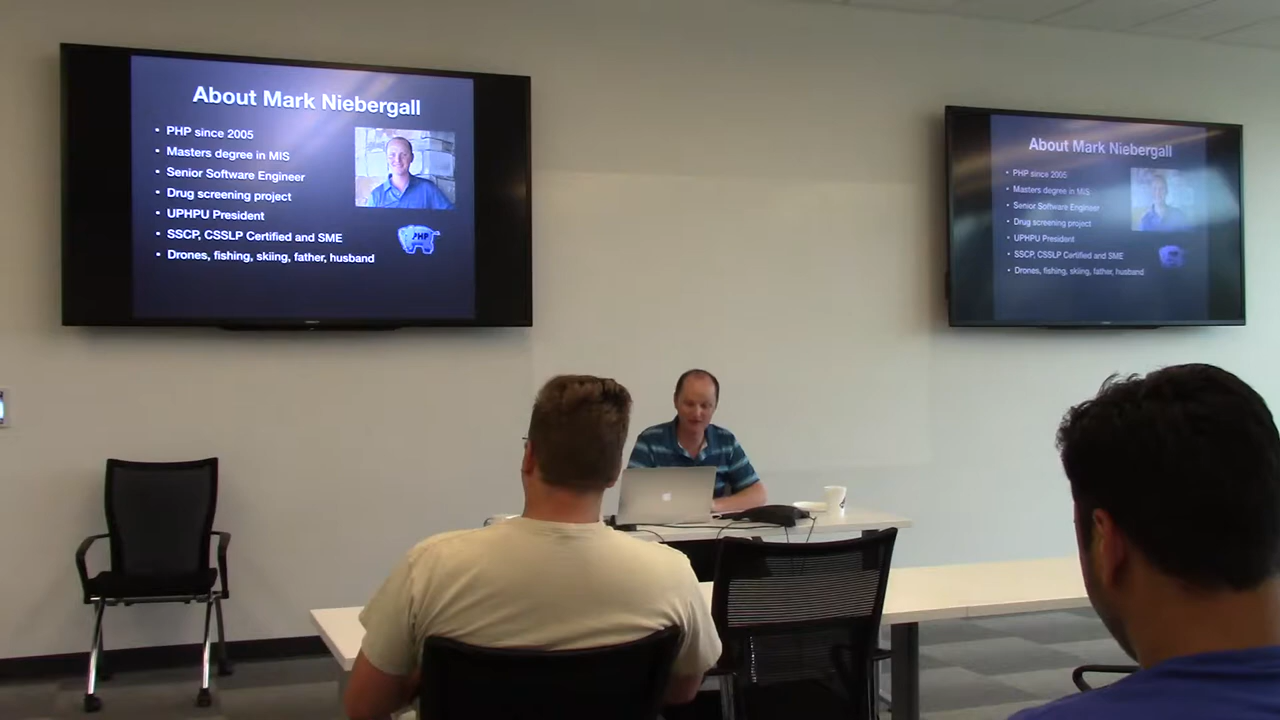 About Mark Niebergall
• PHP since 2005
• Masters degree in MIS
• Senior Software Engineer
• Drug screening project
• UPHPU President
• SSCP, CSSLP Certified and SME
• Drones, fishing, skiing, father, husband
PHP
About Mark Niebergall
• PHP since 2005
• Masters degree in MIS
• Senior Software Engineer
• Drug screening project
• UPHPU President
• SSCP, CSSLP Certified and SME
• Drones, fishing, skiing, father, husband